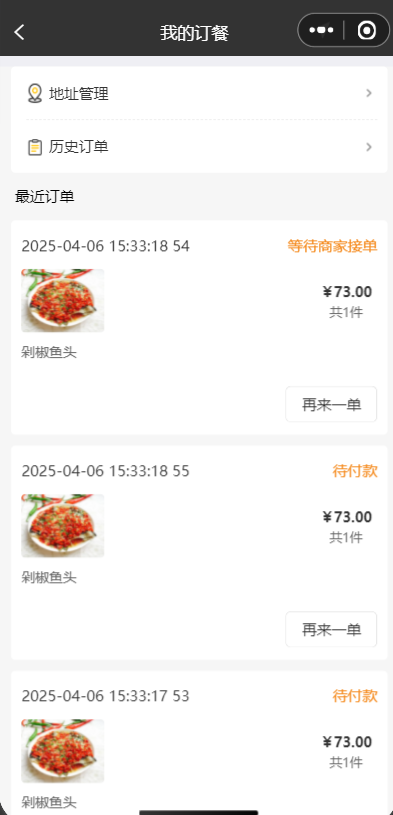 我的订餐
地址管理
历史订单
最近订单
2025-04-06 15:33:18 54 等待商家接单
¥73.00
共1件
剁椒鱼头
再来一单
2025-04-06 15:33:18 55 待付款
¥73.00
共1件
剁椒鱼头
再来一单
2025-04-06 15:33:17 53 待付款
¥73.00
共1件
剁椒鱼头